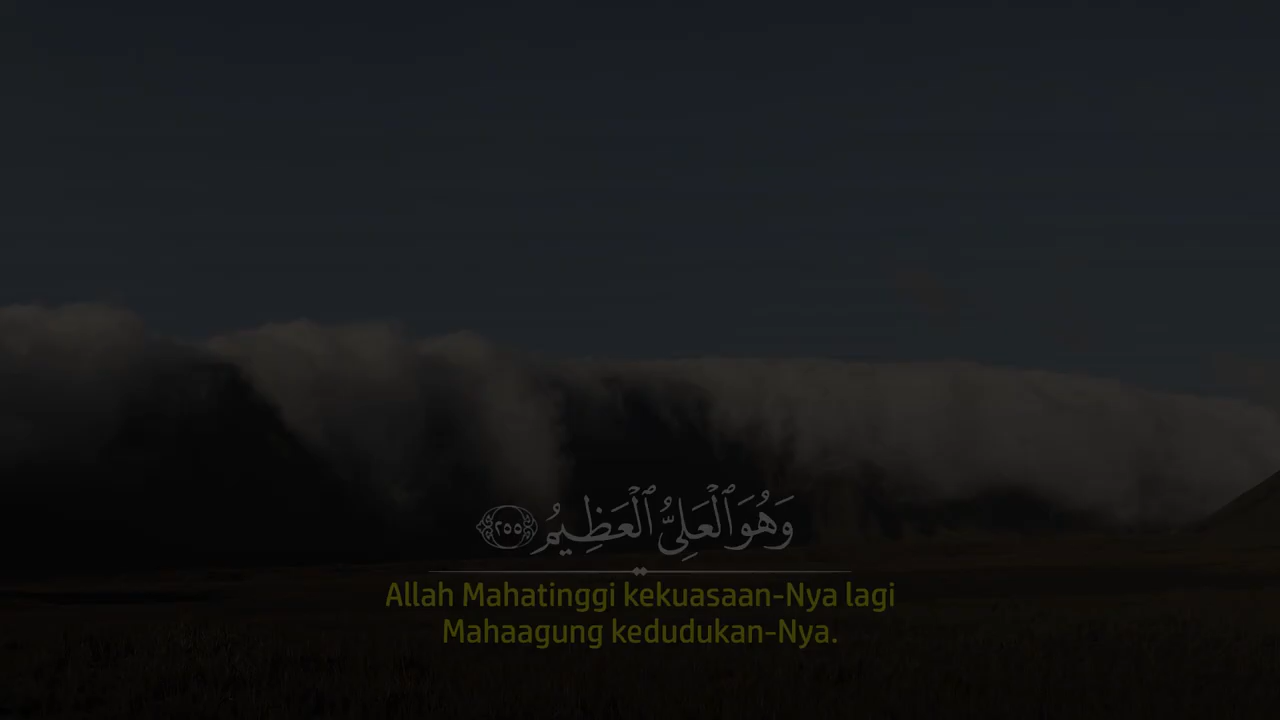 وَهُوَ ٱلْعَلِىُّ ٱلْعَظِيمُ ٢٥٥
Allah Mahatinggi kekuasaan-Nya lagi
Mahaagung kedudukan-Nya.